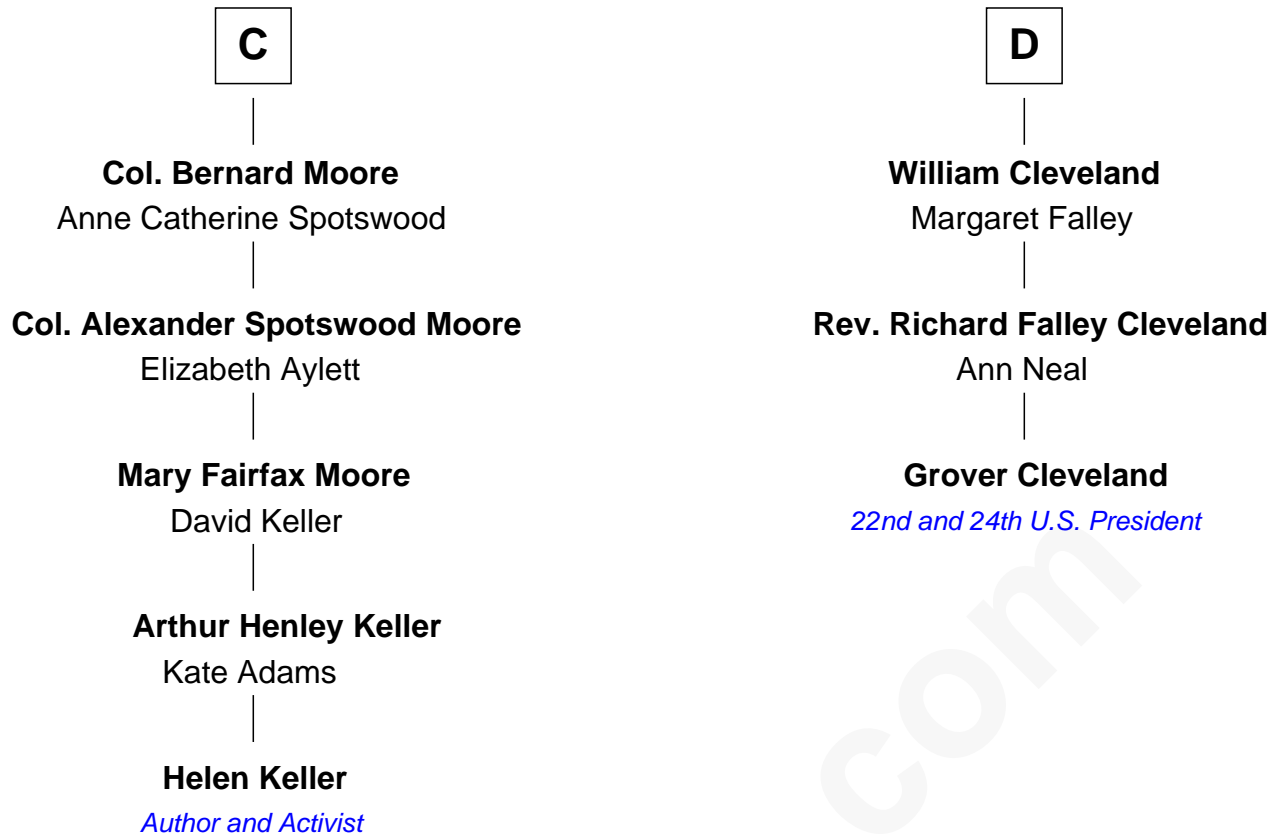 C
Col. Bernard Moore
Anne Catherine Spotswood
Col. Alexander Spotswood Moore
Elizabeth Aylett
Mary Fairfax Moore
David Keller
Arthur Henley Keller
Kate Adams
Helen Keller
Author and Activist
D
William Cleveland
Margaret Falley
Rev. Richard Falley Cleveland
Ann Neal
Grover Cleveland
22nd and 24th U.S. President
com